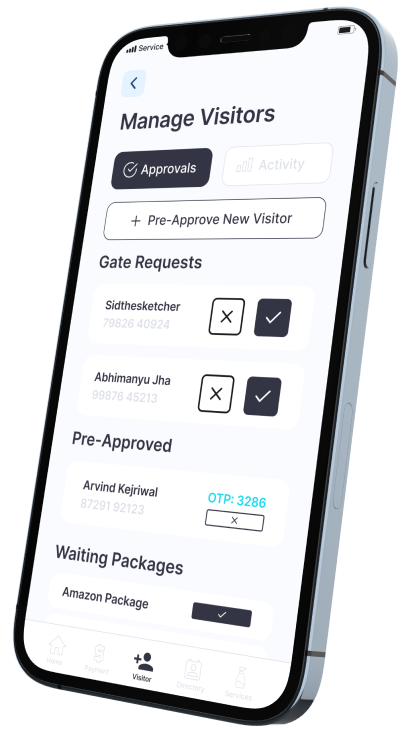 Service
Manage Visitors
Approvals
Activity
+ Pre-Approve New Visitor
Gate Requests
Sidthesketcher
79826 40924
Abhimanyu Jha
99876 45213
Pre-Approved
Arvind Kejriwal
87291 92123
OTP: 3286
Waiting Packages
Amazon Package
Home
Payment
Visitor
Directory
Services